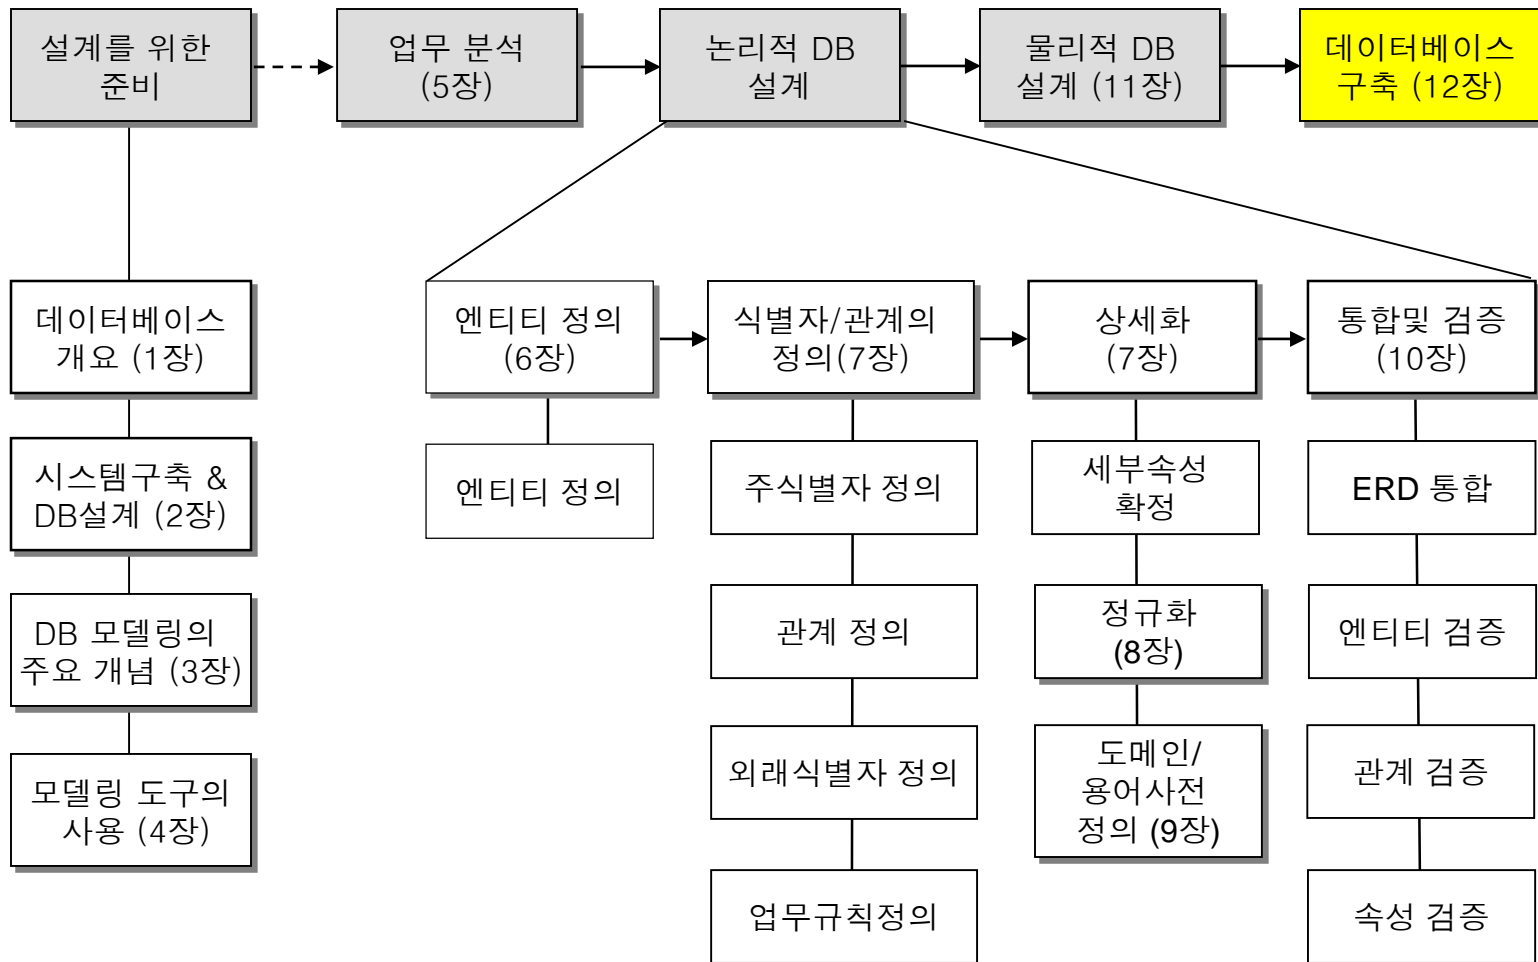 설계를 위한
준비
업무 분석
(5장)
논리적 DB
설계
물리적 DB
설계 (11장)
데이터베이스
구축 (12장)
데이터베이스
개요 (1장)
시스템구축 &
DB설계 (2장)
DB 모델링의
주요 개념 (3장)
모델링 도구의
사용 (4장)
엔티티 정의
(6장)
엔티티 정의
식별자/관계의
정의(7장)
주식별자 정의
관계 정의
외래식별자 정의
업무규칙정의
상세화
(7장)
세부속성
확정
정규화
(8장)
도메인/
용어사전
정의 (9장)
통합및 검증
(10장)
ERD 통합
엔티티 검증
관계 검증
속성 검증